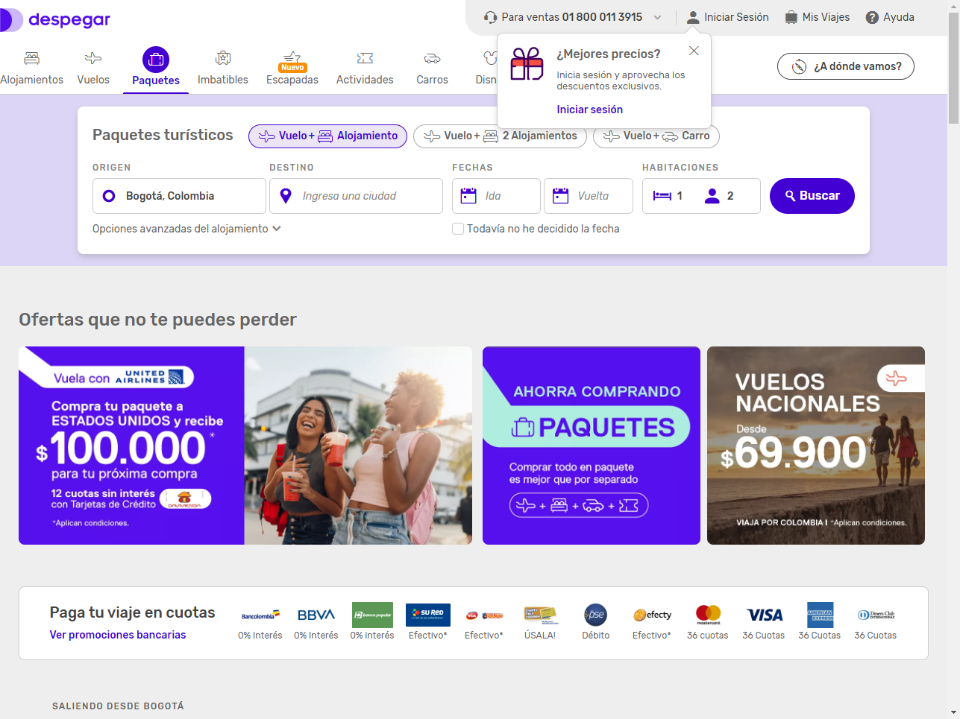 despegar
Para ventas 01 800 011 3915
Iniciar Sesión
Mis Viajes
Ayuda
Alojamientos
Vuelos
Paquetes
Imbatibles
Nuevo
Escapadas
Actividades
Carros
Disn
¿A dónde vamos?
¿Mejores precios?
Inicia sesión y aprovecha los
descuentos exclusivos.
Iniciar sesión
Paquetes turísticos
Vuelo + Alojamiento
Vuelo + 2 Alojamientos
Vuelo + Carro
ORIGEN
DESTINO
FECHAS
HABITACIONES
Bogotá, Colombia
Ingresa una ciudad
Ida
Vuelta
1
2
Buscar
Opciones avanzadas del alojamiento
Todavía no he decidido la fecha
Ofertas que no te puedes perder
Vuela con UNITED AIRLINES
Compra tu paquete a
ESTADOS UNIDOS y recibe
$100.000*
para tu próxima compra
12 cuotas sin interés
con Tarjetas de Crédito
DAVIVIENDA
*Aplican condiciones.
AHORRA COMPRANDO
PAQUETES
Comprar todo en paquete
es mejor que por separado
+ + +
VUELOS
NACIONALES
Desde
$69.900*
VIAJA POR COLOMBIA | *Aplican condiciones.
Paga tu viaje en cuotas
Ver promociones bancarias
Bancolombia
0% Interés
BBVA
0% Interés
banco popular
0% interés
su Red
Efectivo*
Efectivo*
ÚSALA!
pse
Débito
efecty
Efectivo*
mastercard
36 cuotas
VISA
36 Cuotas
AMERICAN EXPRESS
36 Cuotas
Diners Club
INTERNATIONAL
36 Cuotas
SALIENDO DESDE BOGOTÁ